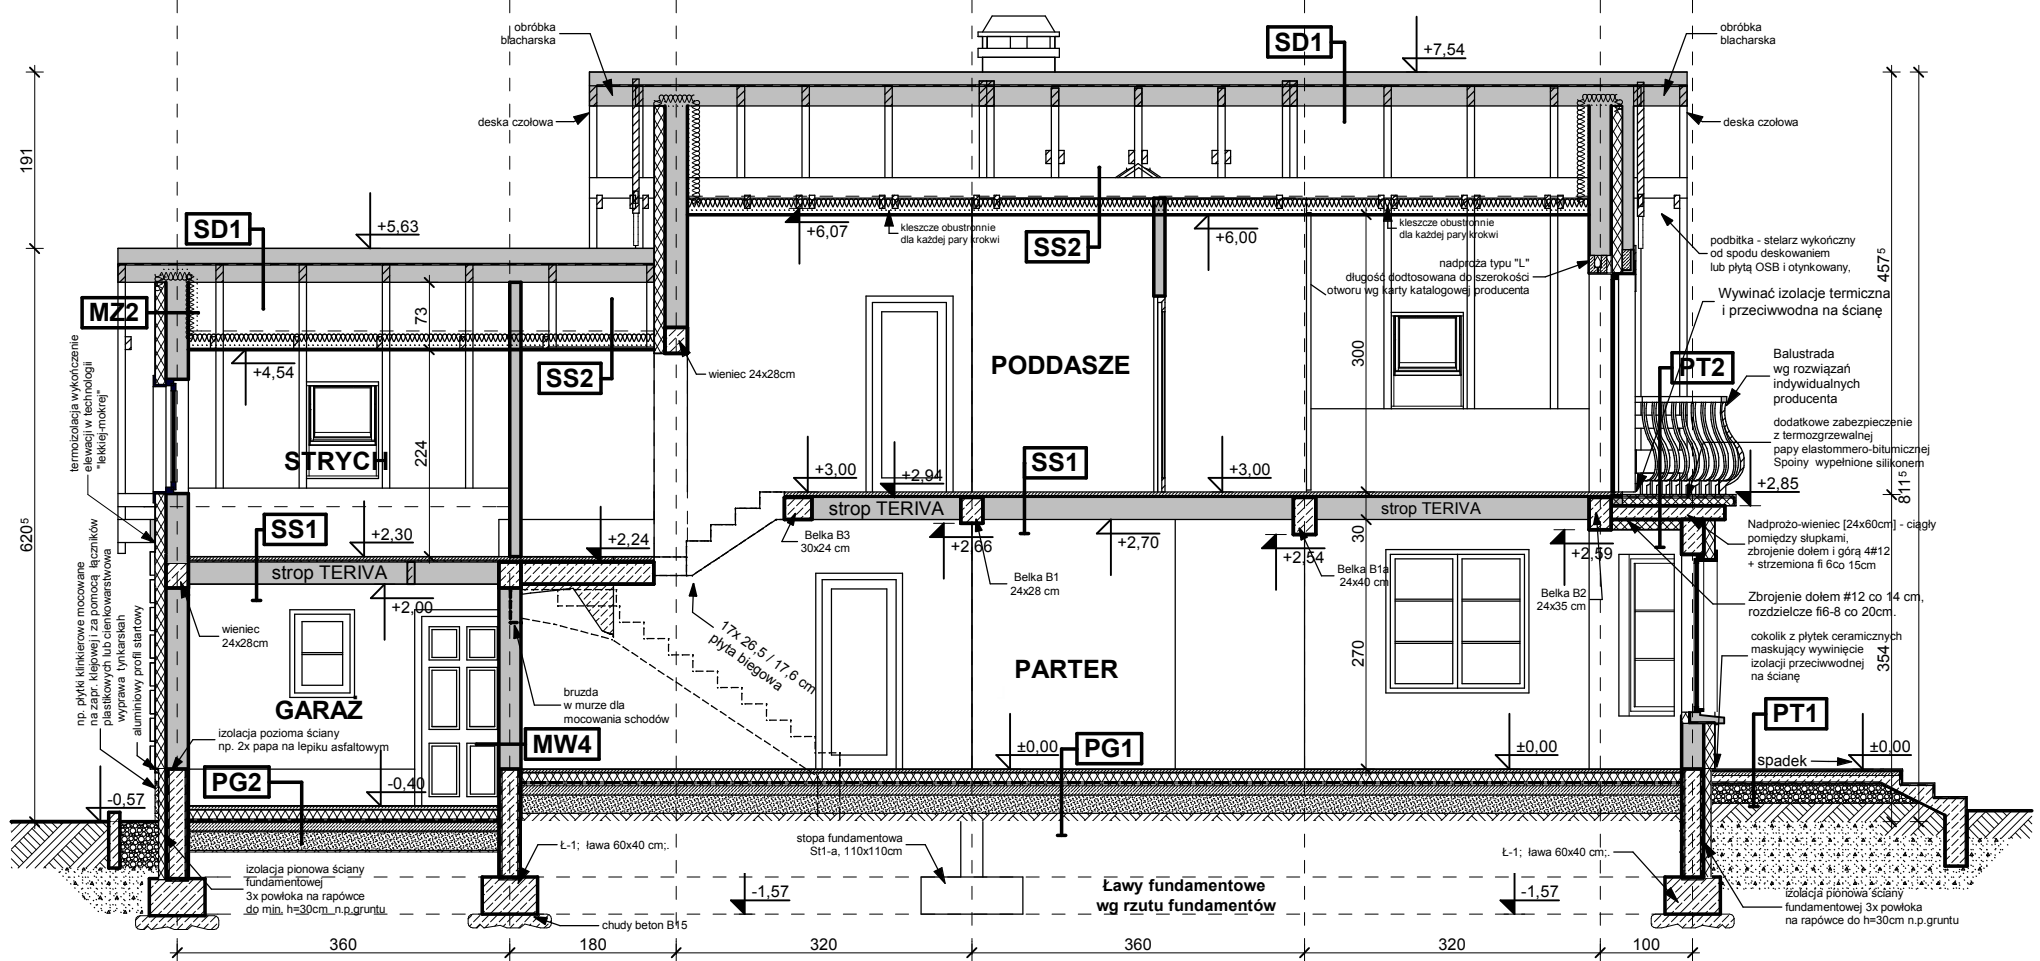 obróbka
blacharska
SD1
+7,54
obróbka
blacharska
deska czołowa
deska czołowa
191
SD1
+5,63
+6,07
kleszcze obustronnie
dla każdej pary krokwi
SS2
+6,00
kleszcze obustronnie
dla każdej pary krokwi
podbitka - stelarz wykończny
od spodu deskowaniem
lub płytą OSB i otynkowany,
457⁵
nadproża typu "L"
długość dodtosowana do szerokości
otworu wg karty katalogowej producenta
Wywinać izolacje termiczna
i przeciwwodna na ścianę
MZ2
73
+4,54
SS2
wieniec 24x28cm
PODDASZE
300
PT2
Balustrada
wg rozwiązań
indywidualnych
producenta
termoizolacja wykończenie
elewacji w technologii
"lekkiej-mokrej"
STRYCH
224
dodatkowe zabezpieczenie
z termozgrzewalnej
papy elastommero-bitumicznej
Spoiny wypełnione silikonem
+3,00
+2,94
SS1
+3,00
+2,85
811⁵
strop TERIVA
strop TERIVA
620⁵
SS1
+2,30
+2,24
Belka B3
30x24 cm
+2,66
+2,70
+2,54
30
+2,59
Nadprożo-wieniec [24x60cm] - ciągły
pomiędzy słupkami,
zbrojenie dołem i górą 4#12
+ strzemiona fi 6co 15cm
strop TERIVA
+2,00
Belka B1
24x28 cm
Belka B1a
24x40 cm
Belka B2
24x35 cm
Zbrojenie dołem #12 co 14 cm,
rozdzielcze fi6-8 co 20cm.
wieniec
24x28cm
17x 26,5 / 17,6 cm
płyta biegowa
np. płytki klinkierowe mocowane
na zapr. klejowej i za pomocą łączników
plastikowych lub cienkowarstwowa
wyprawa tynkarskah
aluminiowy profil startowy
PARTER
270
cokolik z płytek ceramicznych
maskujący wywinięcie
izolacji przeciwwodnej
na ścianę
354
GARAŻ
bruzda
w murze dla
mocowania schodów
izolacja pozioma ściany
np. 2x papa na lepiku asfaltowym
MW4
±0,00
PG1
±0,00
PT1
±0,00
spadek
PG2
-0,40
-0,57
Ł-1; ława 60x40 cm;.
stopa fundamentowa
St1-a, 110x110cm
Ł-1; ława 60x40 cm;.
izolacja pionowa ściany
fundamentowej
3x powłoka na rapówce
do min. h=30cm n.p.gruntu
-1,57
Ławy fundamentowe
wg rzutu fundamentów
-1,57
izolacja pionowa ściany
fundamentowej 3x powłoka
na rapówce do h=30cm n.p.gruntu
chudy beton B15
360
180
320
360
320
100